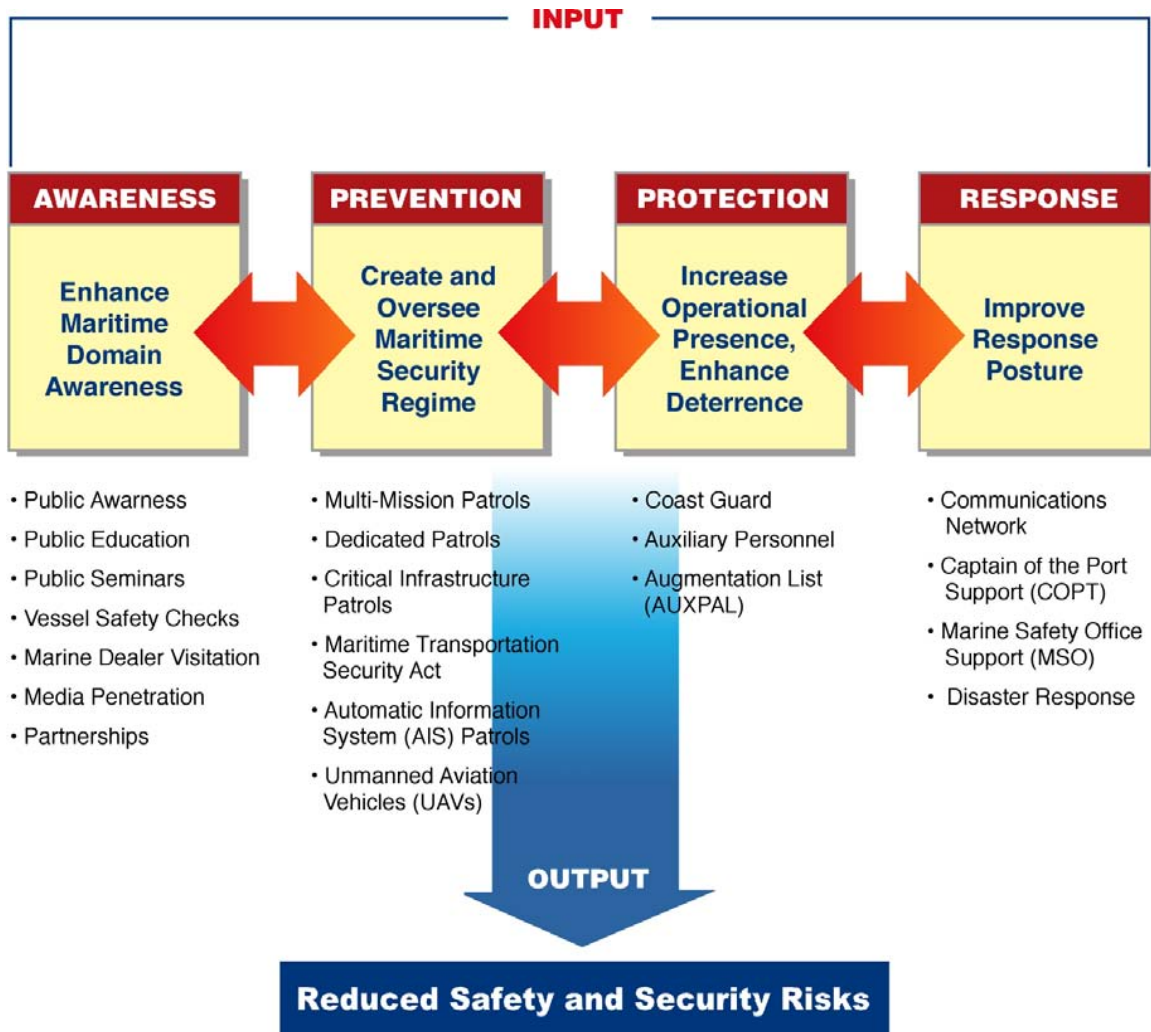 INPUT
AWARENESS
Enhance
Maritime
Domain
Awareness
PREVENTION
Create and
Oversee
Maritime
Security
Regime
PROTECTION
Increase
Operational
Presence,
Enhance
Deterrence
RESPONSE
Improve
Response
Posture
• Public Awarness
• Public Education
• Public Seminars
• Vessel Safety Checks
• Marine Dealer Visitation
• Media Penetration
• Partnerships
• Multi-Mission Patrols
• Dedicated Patrols
• Critical Infrastructure
Patrols
• Maritime Transportation
Security Act
• Automatic Information
System (AIS) Patrols
• Unmanned Aviation
Vehicles (UAVs)
• Coast Guard
• Auxiliary Personnel
• Augmentation List
(AUXPAL)
• Communications
Network
• Captain of the Port
Support (COPT)
• Marine Safety Office
Support (MSO)
• Disaster Response
OUTPUT
Reduced Safety and Security Risks